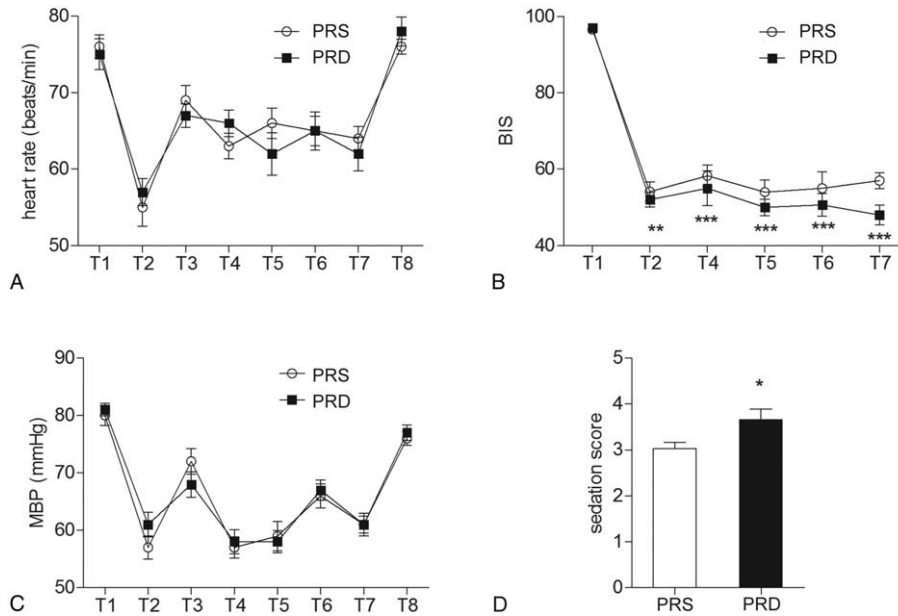 80
70
60
50
heart rate (beats/min)
PRS
PRD
T1 T2 T3 T4 T5 T6 T7 T8
A
100
80
60
40
BIS
PRS
PRD
** *** *** *** ***
T1 T2 T4 T5 T6 T7
B
90
80
70
60
50
MBP (mmHg)
PRS
PRD
T1 T2 T3 T4 T5 T6 T7 T8
C
5
4
3
2
1
0
sedation score
*
PRS PRD
D